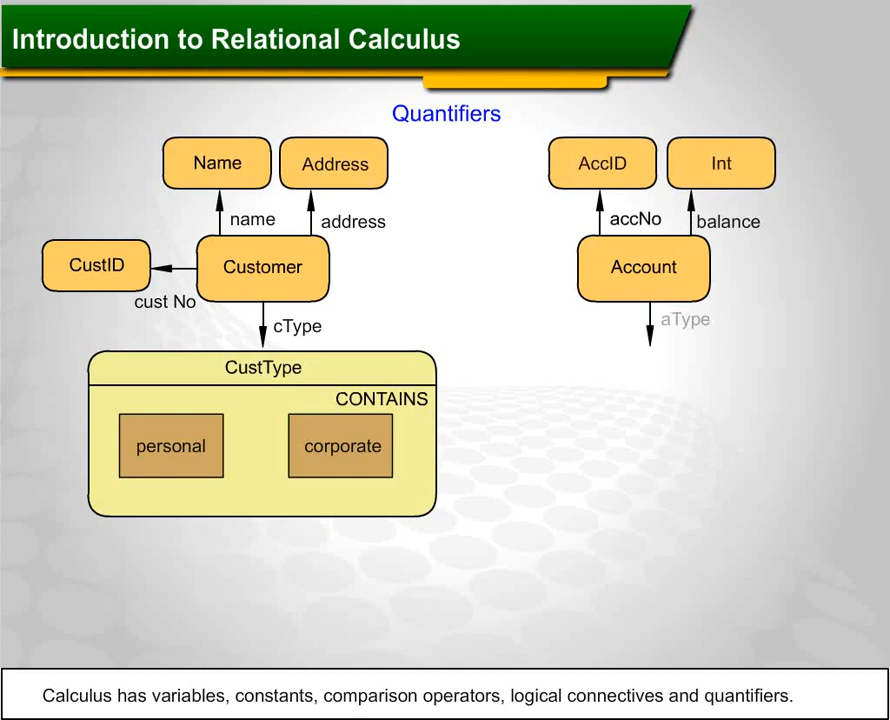 Introduction to Relational Calculus
Quantifiers
Name
Address
AccID
Int
name
address
accNo
balance
CustID
Customer
Account
cust No
cType
aType
CustType
CONTAINS
personal
corporate
Calculus has variables, constants, comparison operators, logical connectives and quantifiers.